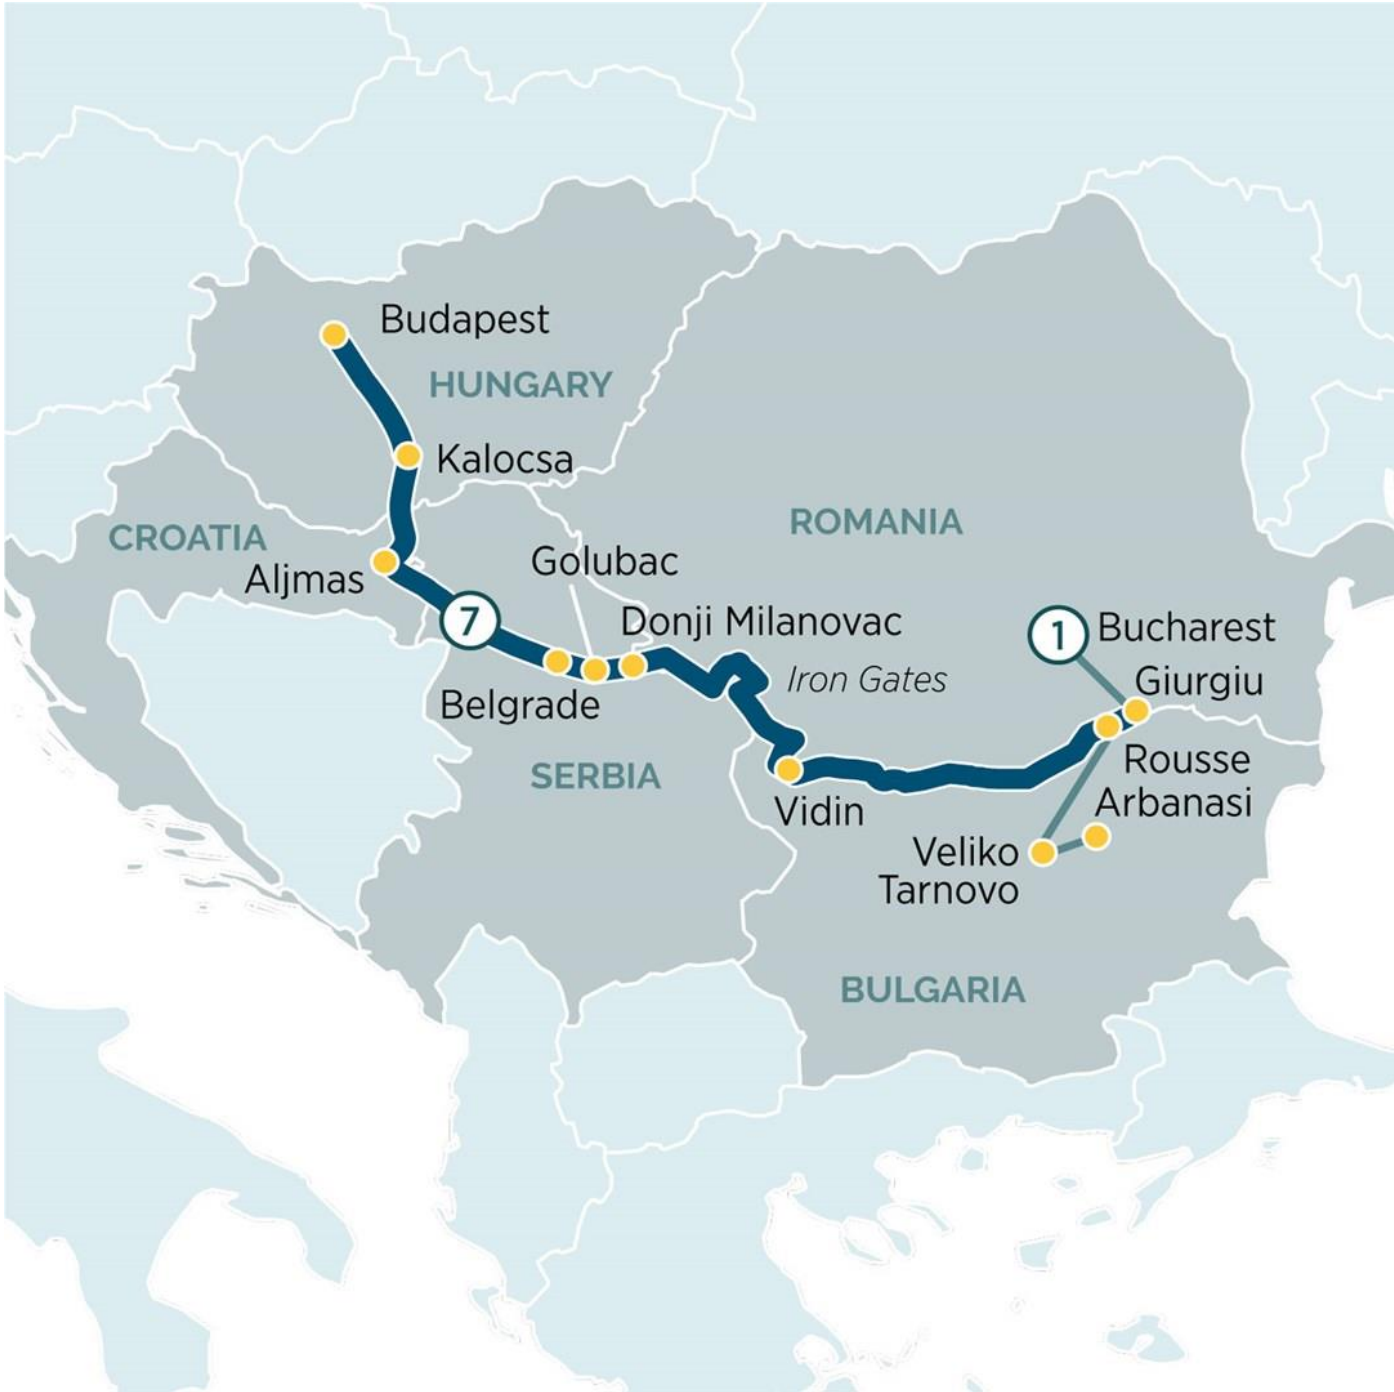 Budapest
HUNGARY
Kalocsa
CROATIA
ROMANIA
Golubac
Aljmas
7
Donji Milanovac
1
Bucharest
Iron Gates
Giurgiu
Belgrade
SERBIA
Rousse
Vidin
Arbanasi
Veliko
Tarnovo
BULGARIA